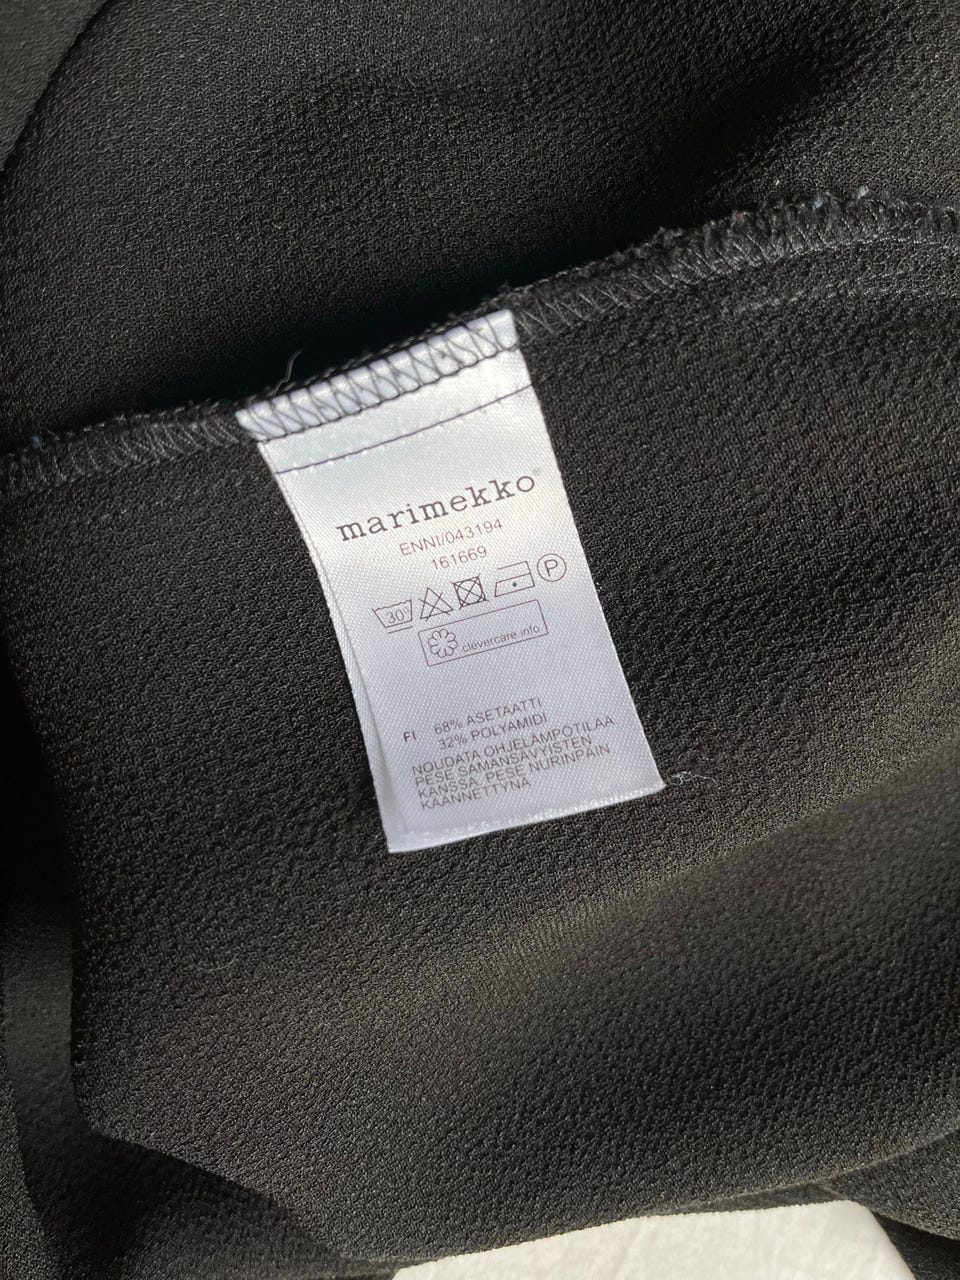 marimekko®
ENNI/043194
161669
30° P
clevercare.info
FI 68% ASETAATTI
32% POLYAMIDI
NOUDATA OHJELÄMPÖTILAA.
PESE SAMANSÄVYISTEN
KANSSA. PESE NURINPÄIN
KÄÄNNETTYNÄ